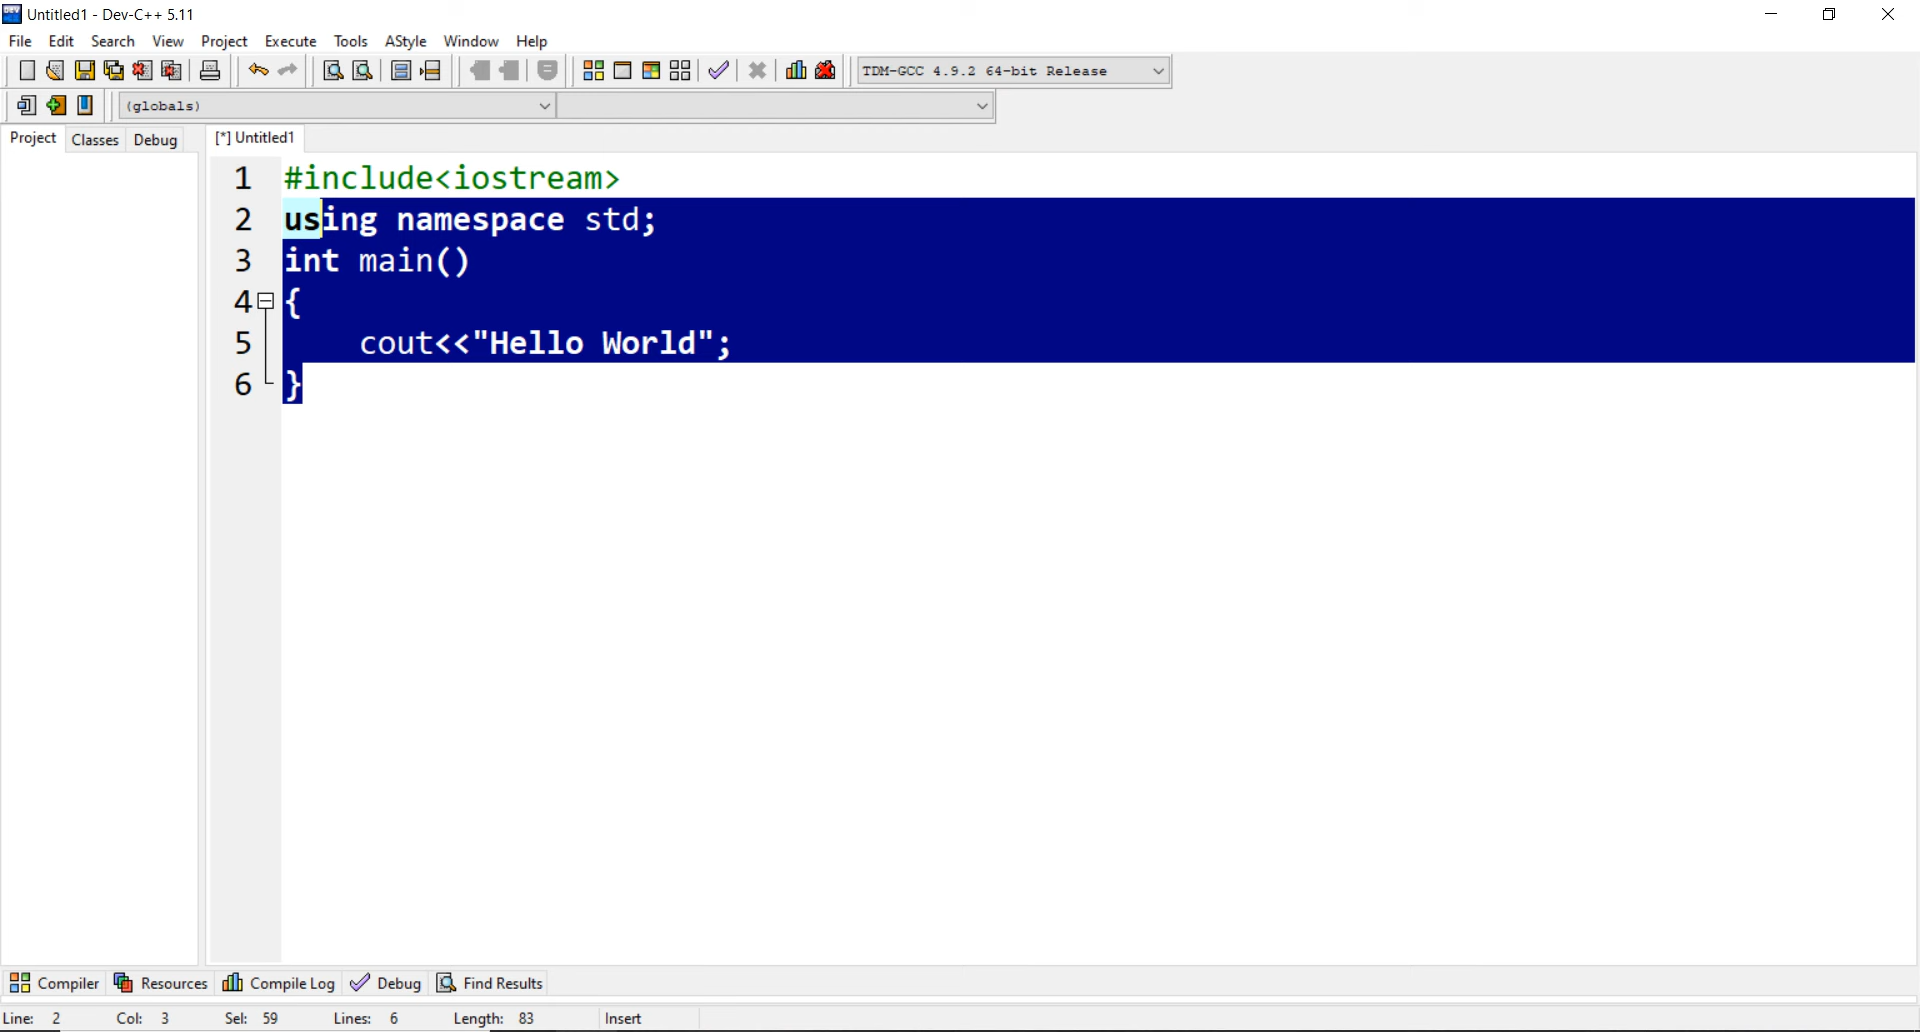 Untitled1 - Dev-C++ 5.11
File Edit Search View Project Execute Tools AStyle Window Help
TDM-GCC 4.9.2 64-bit Release
(globals)
Project Classes Debug [*] Untitled1
1 #include<iostream>
2 using namespace std;
3 int main()
4 {
5 cout<<"Hello World";
6 }
Compiler Resources Compile Log Debug Find Results
Line: 2 Col: 3 Sel: 59 Lines: 6 Length: 83 Insert